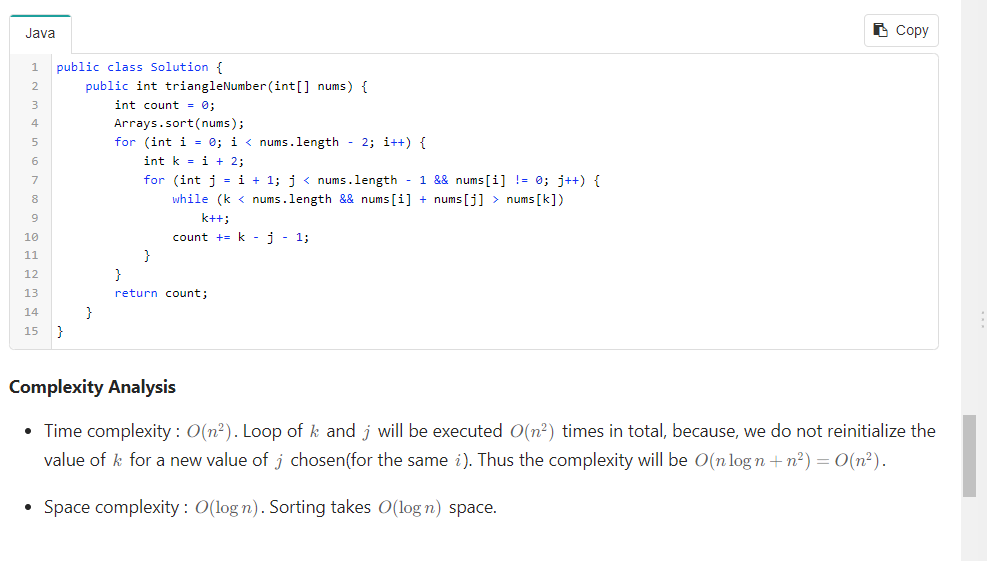 Java
Copy
1 public class Solution {
2     public int triangleNumber(int[] nums) {
3         int count = 0;
4         Arrays.sort(nums);
5         for (int i = 0; i < nums.length - 2; i++) {
6             int k = i + 2;
7             for (int j = i + 1; j < nums.length - 1 && nums[i] != 0; j++) {
8                 while (k < nums.length && nums[i] + nums[j] > nums[k])
9                     k++;
10                 count += k - j - 1;
11             }
12         }
13         return count;
14     }
15 }
Complexity Analysis
• Time complexity : O(n²). Loop of k and j will be executed O(n²) times in total, because, we do not reinitialize the
value of k for a new value of j chosen(for the same i). Thus the complexity will be O(n log n + n²) = O(n²).
• Space complexity : O(log n). Sorting takes O(log n) space.